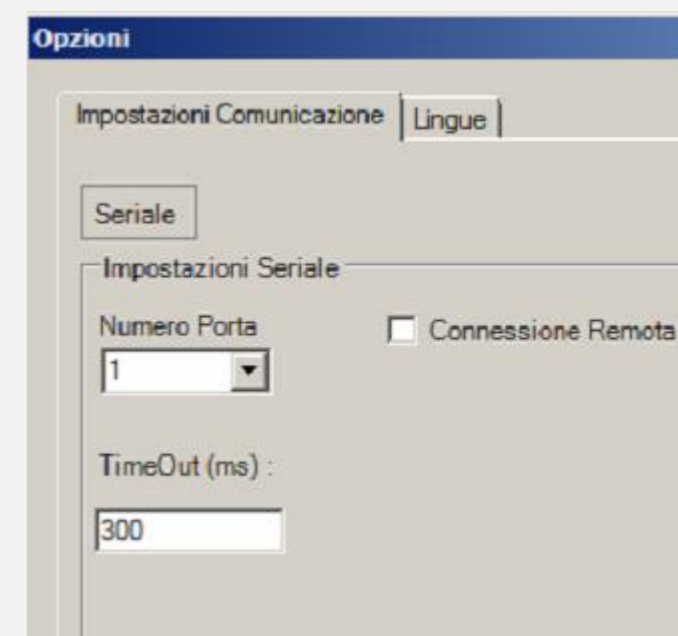 Opzioni
Impostazioni Comunicazione Lingue
Seriale
Impostazioni Seriale
Numero Porta Connessione Remota
1
TimeOut (ms) :
300